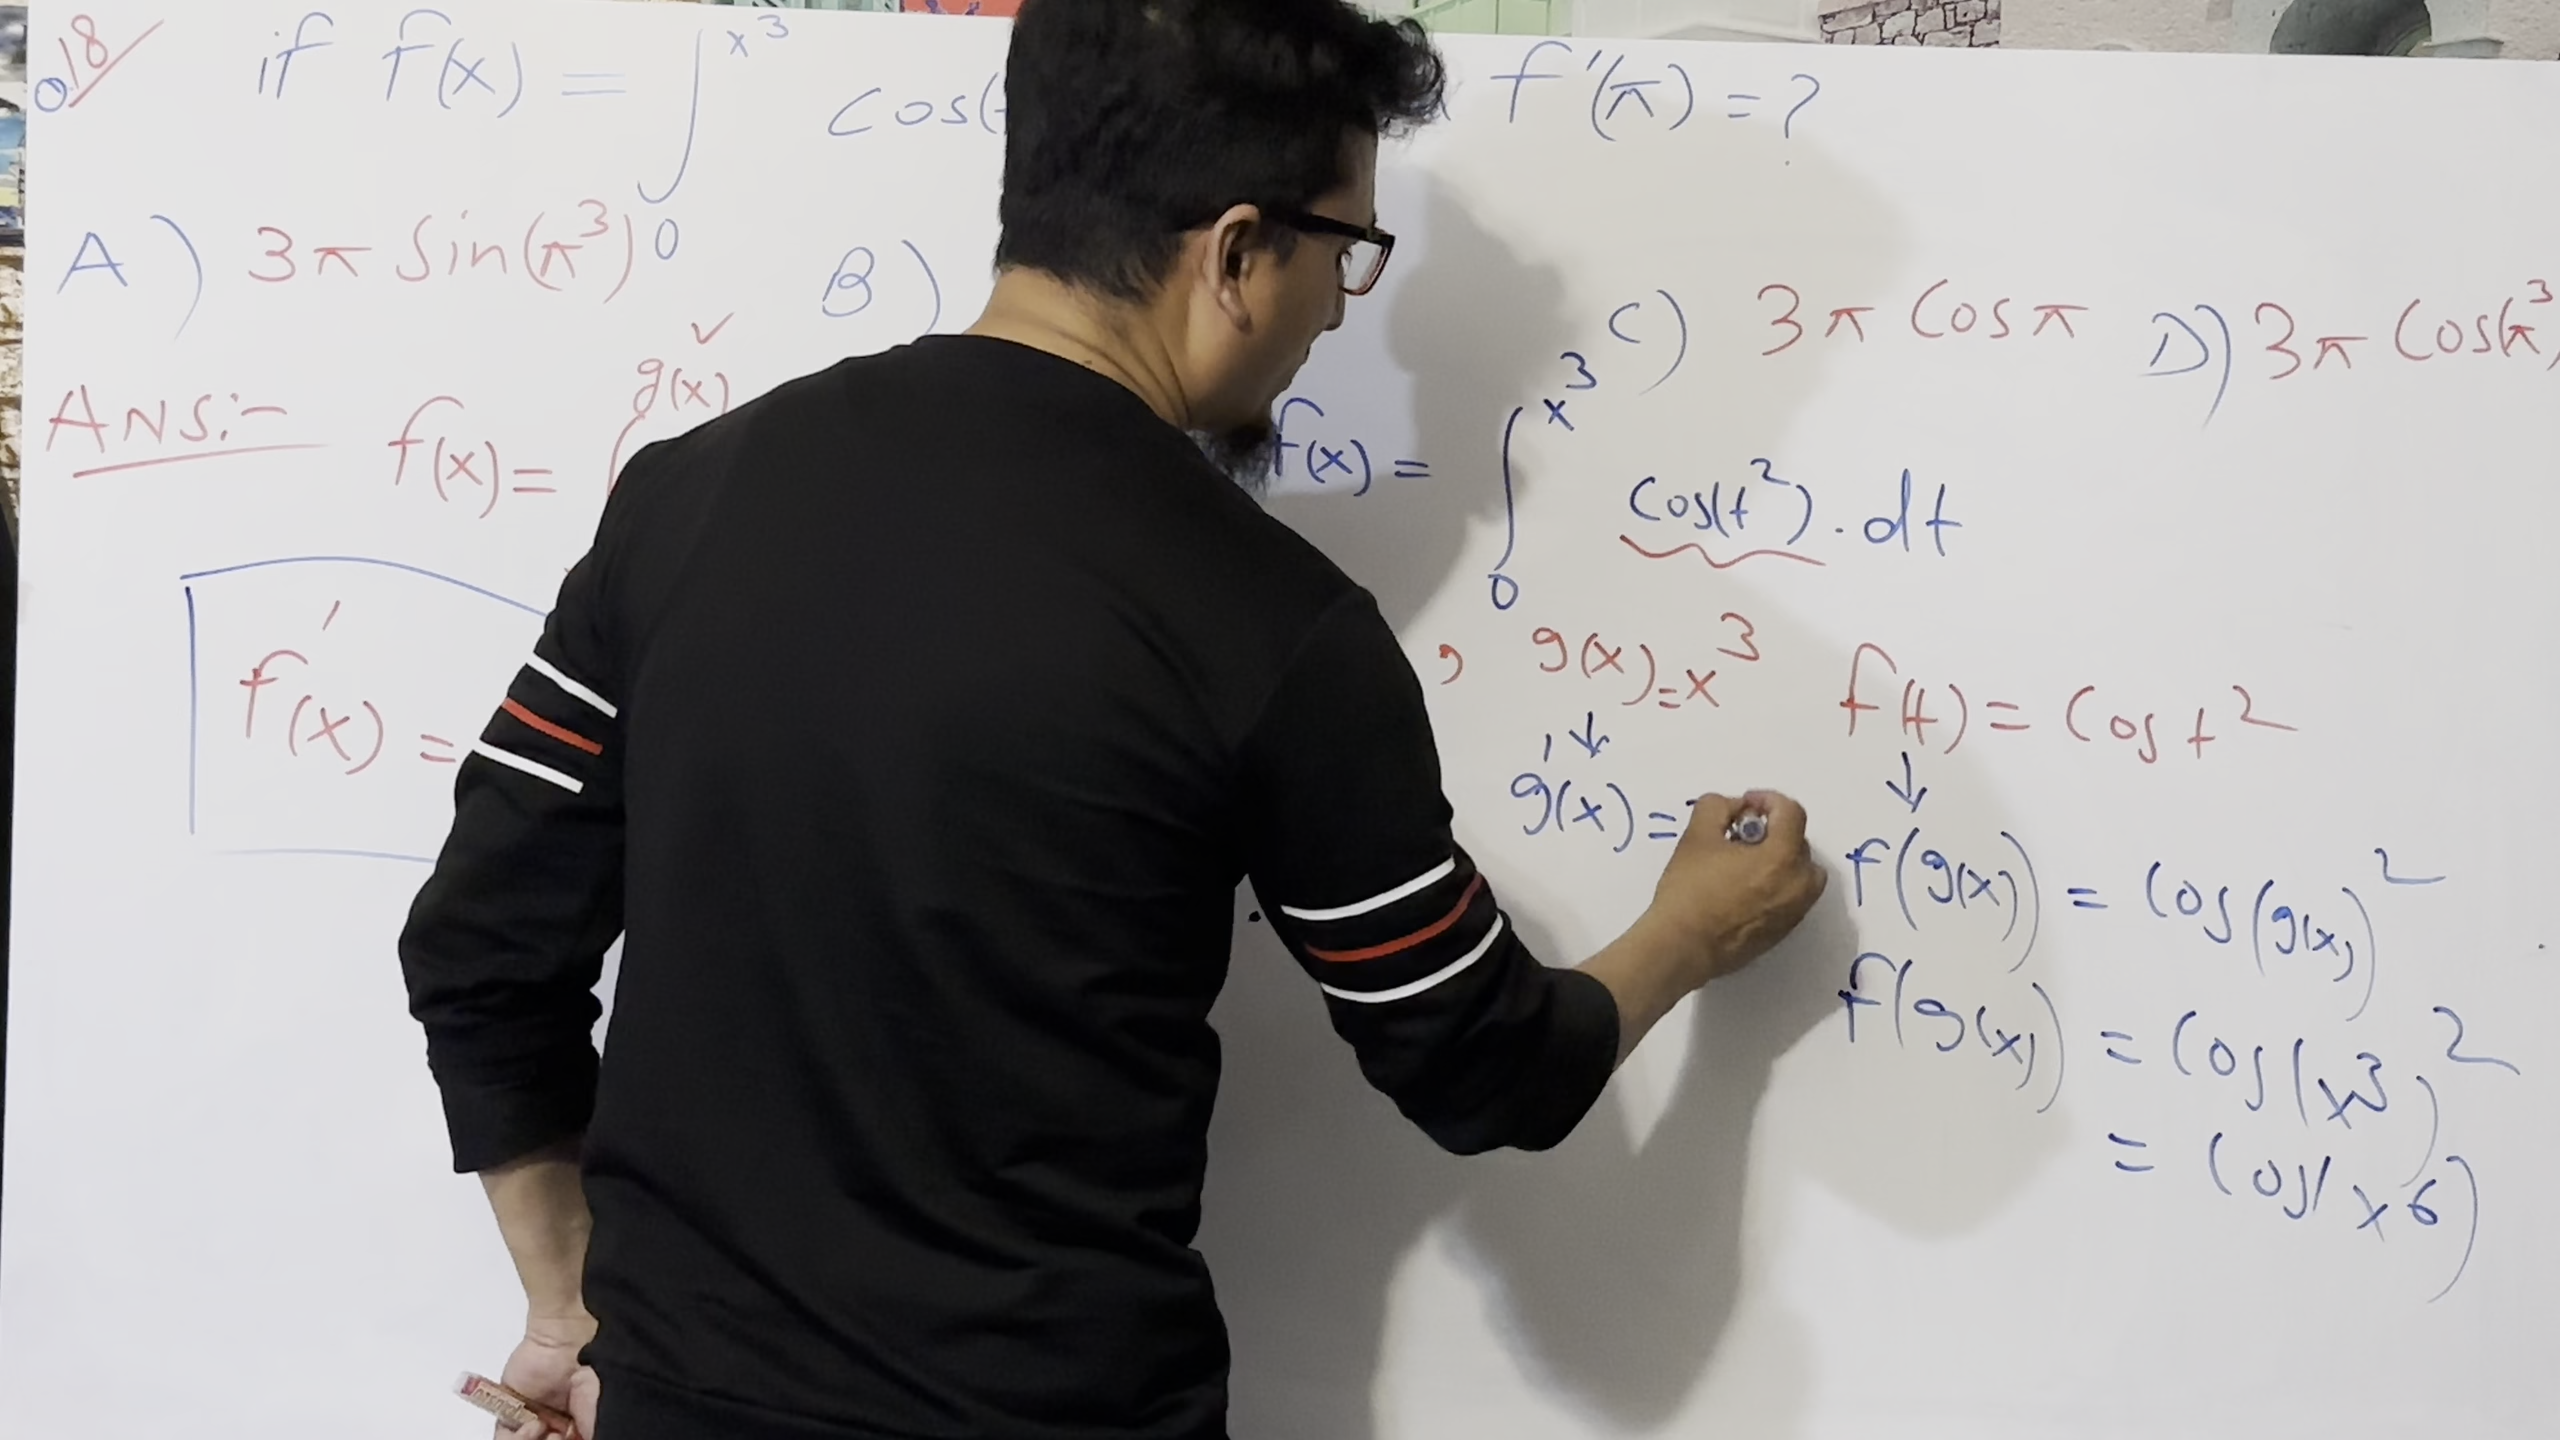 Q18 if f(x) = ∫ x³ 0 cos(t f'(π) = ?
A) 3π Sin(π³) B) C) 3π Cos π D) 3π Cos(π³)
ANS:- f(x) = ∫ g(x) ✓ f(x) = ∫ x³ 0 Cos(t²) . dt
f'(x) = , g(x) = x³ f(t) = Cos t²
↓ ↓
g'(x) = f(g(x)) = Cos(g(x))²
f(g(x)) = Cos(x³)²
= Cos(x6)